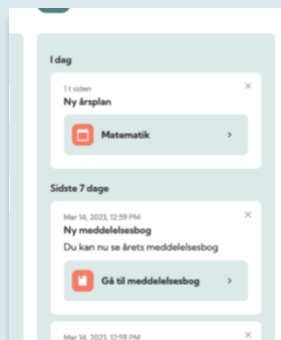 I dag
1 t siden
Ny årsplan
Matematik
Sidste 7 dage
Mar 14, 2023, 12:59 PM
Ny meddelelsesbog
Du kan nu se årets meddelelsesbog
Gå til meddelelsesbog
Mar 14, 2023, 12:59 PM